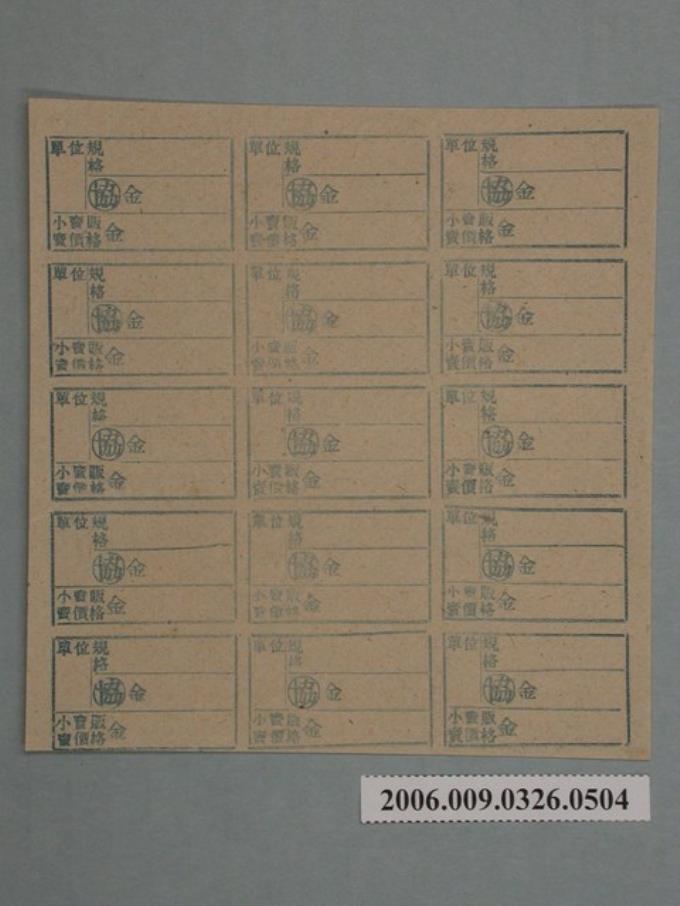 單位規
格
協 金
小賣販
賣價格 金
單位規
格
協 金
小賣販
賣價格 金
單位規
格
協 金
小賣販
賣價格 金
單位規
格
協 金
小賣販
賣價格 金
單位規
格
協 金
小賣販
賣價格 金
單位規
格
協 金
小賣販
賣價格 金
單位規
格
協 金
小賣販
賣價格 金
單位規
格
協 金
小賣販
賣價格 金
單位規
格
協 金
小賣販
賣價格 金
單位規
格
協 金
小賣販
賣價格 金
單位規
格
協 金
小賣販
賣價格 金
單位規
格
協 金
小賣販
賣價格 金
單位規
格
協 金
小賣販
賣價格 金
單位規
格
協 金
小賣販
賣價格 金
單位規
格
協 金
小賣販
賣價格 金
2006.009.0326.0504